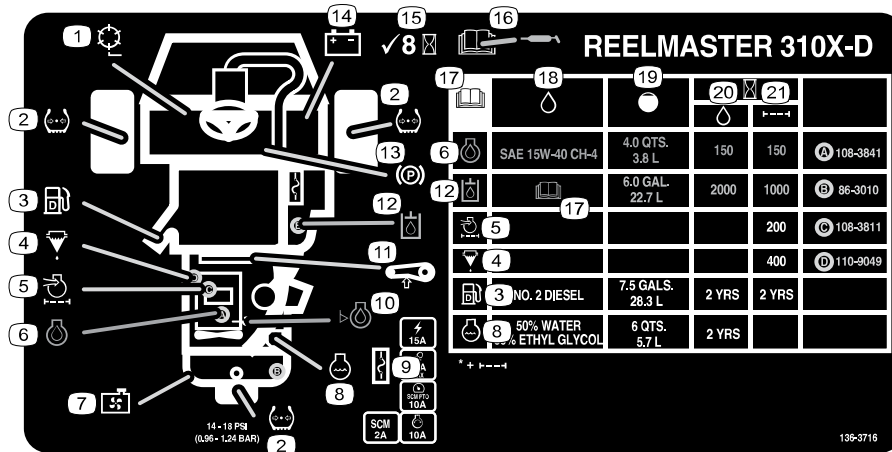 14
15
16
1
✓8
REELMASTER 310X-D
17
18
19
20
21
2
2
13
6
SAE 15W-40 CH-4
4.0 QTS.
3.8 L
150
150
A 108-3841
P
12
3
D
12
6.0 GAL.
22.7 L
2000
1000
B 86-3010
17
E
4
5
200
C 108-3811
11
D
5
C
4
400
D 110-9049
10
A
6
3
D
NO. 2 DIESEL
7.5 GALS.
28.3 L
2 YRS
2 YRS
15A
8
50% WATER
% ETHYL GLYCOL
6 QTS.
5.7 L
2 YRS
9
* +
7
B
8
SCM PTO
10A
14 - 18 PSI
(0.96 - 1.24 BAR)
2
SCM
2A
10A
136-3716